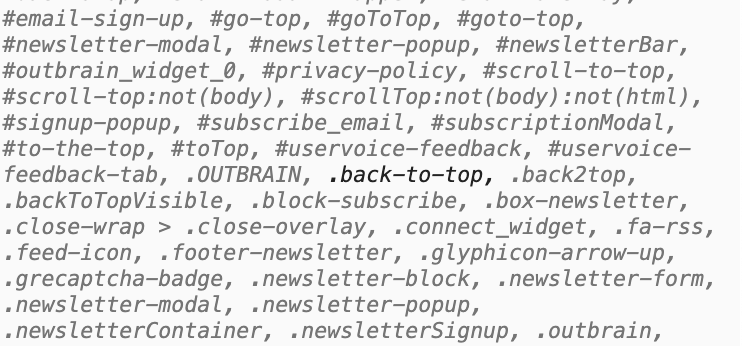 #email-sign-up, #go-top, #goToTop, #goto-top,
#newsletter-modal, #newsletter-popup, #newsletterBar,
#outbrain_widget_0, #privacy-policy, #scroll-to-top,
#scroll-top:not(body), #scrollTop:not(body):not(html),
#signup-popup, #subscribe_email, #subscriptionModal,
#to-the-top, #toTop, #uservoice-feedback, #uservoice-
feedback-tab, .OUTBRAIN, .back-to-top, .back2top,
.backToTopVisible, .block-subscribe, .box-newsletter,
.close-wrap > .close-overlay, .connect_widget, .fa-rss,
.feed-icon, .footer-newsletter, .glyphicon-arrow-up,
.grecaptcha-badge, .newsletter-block, .newsletter-form,
.newsletter-modal, .newsletter-popup,
.newsletterContainer, .newsletterSignup, .outbrain,